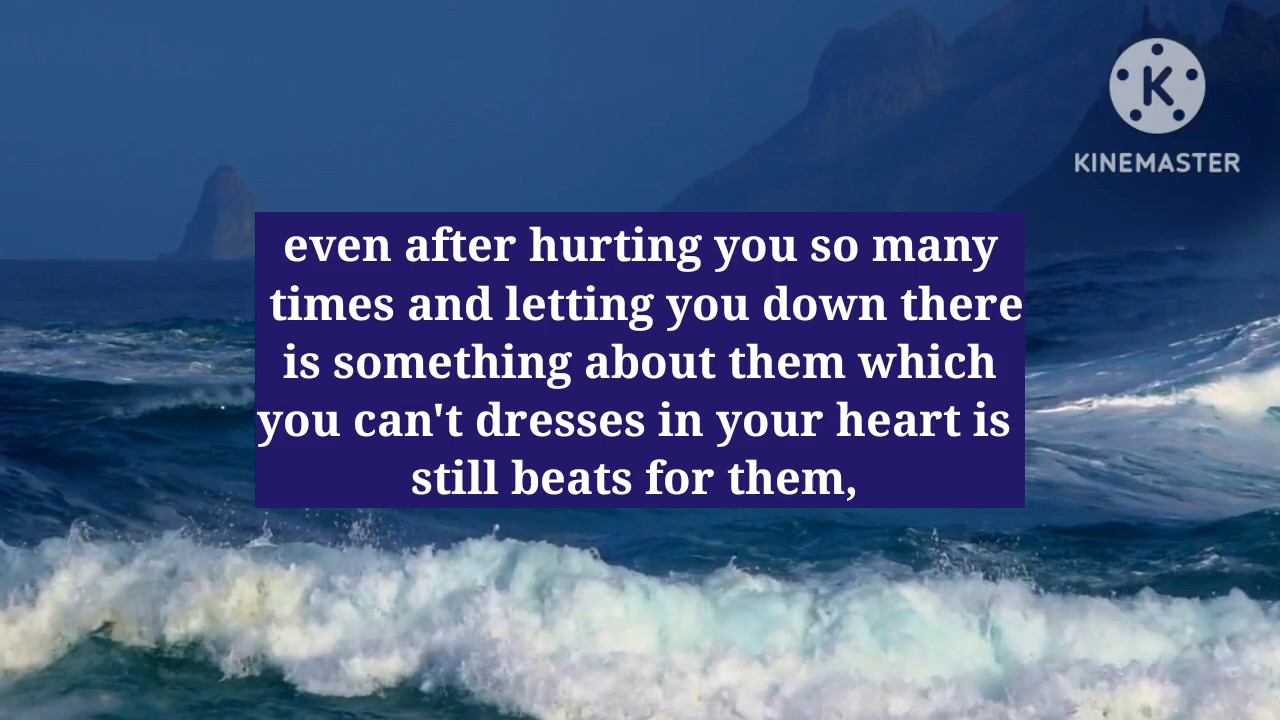 KINEMASTER
even after hurting you so many
times and letting you down there
is something about them which
you can't dresses in your heart is
still beats for them,